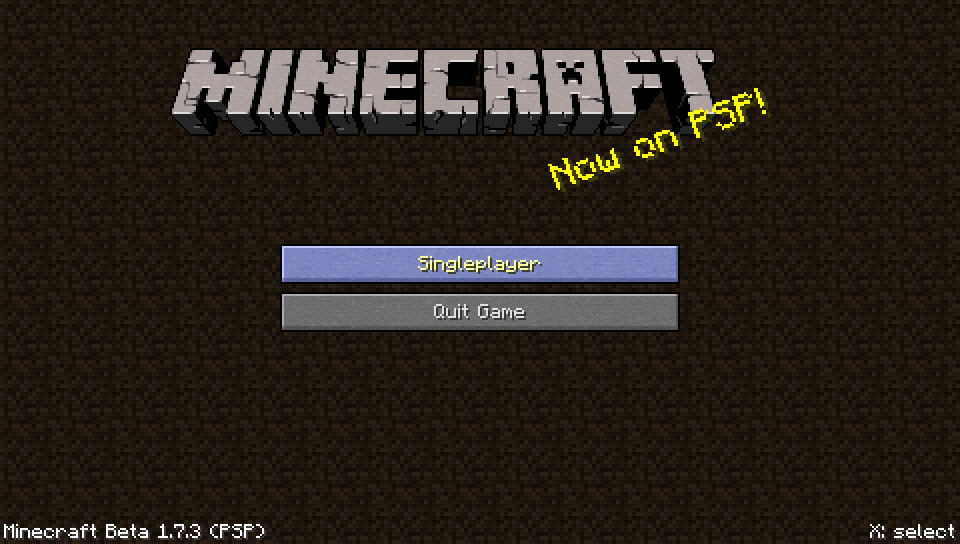 MINECRAFT
Now on PSP!
Singleplayer
Quit Game
Minecraft Beta 1.7.3 (PSP)
X: select